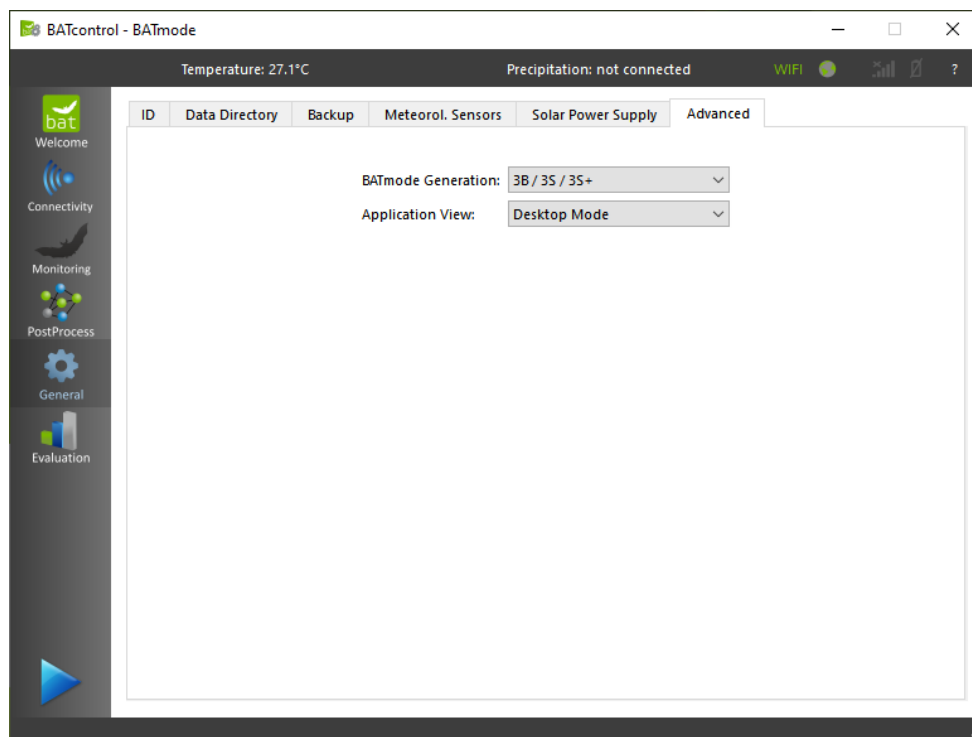 BATcontrol - BATmode
Temperature: 27.1°C Precipitation: not connected WIFI ?
bat
Welcome
Connectivity
Monitoring
PostProcess
General
Evaluation
ID Data Directory Backup Meteorol. Sensors Solar Power Supply Advanced
BATmode Generation: 3B / 3S / 3S+
Application View: Desktop Mode